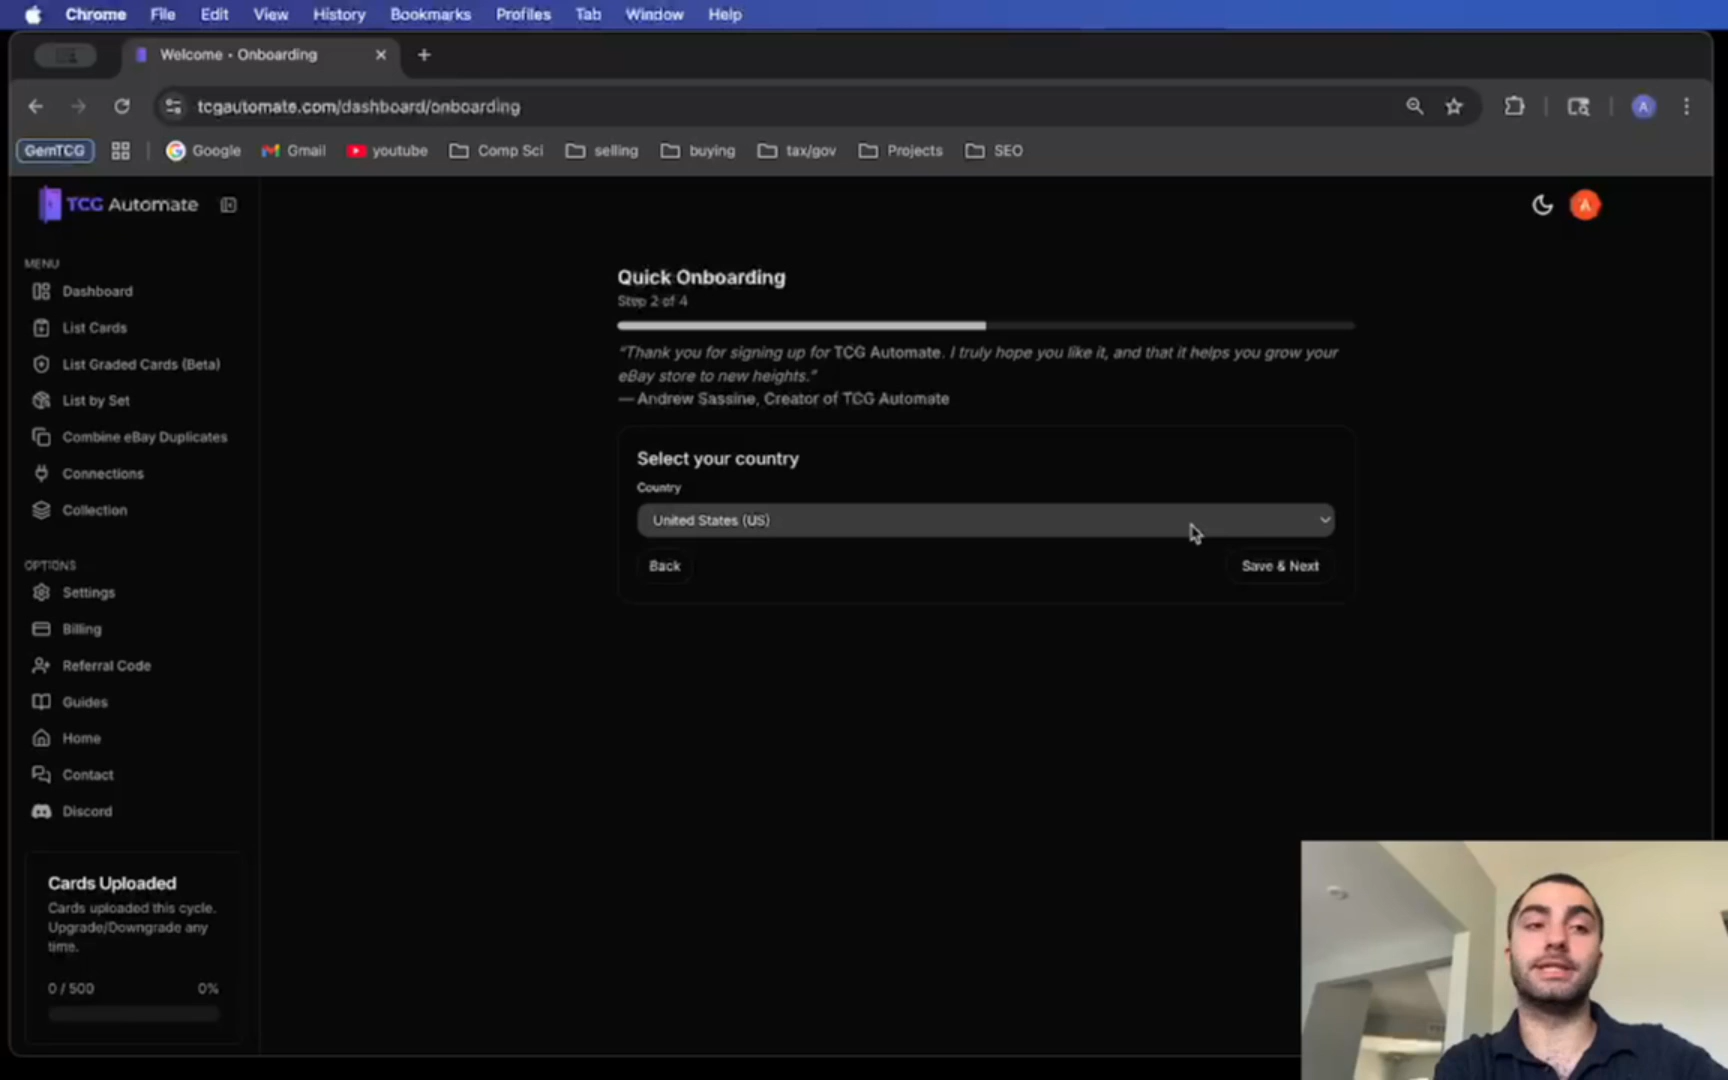 Chrome File Edit View History Bookmarks Profiles Tab Window Help
Welcome - Onboarding
tcgautomate.com/dashboard/onboarding
A
GemTCG Google Gmail youtube Comp Sci selling buying tax/gov Projects SEO
TCG Automate
A
MENU
Dashboard
List Cards
List Graded Cards (Beta)
List by Set
Combine eBay Duplicates
Connections
Collection
OPTIONS
Settings
Billing
Referral Code
Guides
Home
Contact
Discord
Cards Uploaded
Cards uploaded this cycle.
Upgrade/Downgrade any
time.
0 / 500 0%
Quick Onboarding
Step 2 of 4
“Thank you for signing up for TCG Automate. I truly hope you like it, and that it helps you grow your
eBay store to new heights.”
— Andrew Sassine, Creator of TCG Automate
Select your country
Country
United States (US)
Back Save & Next